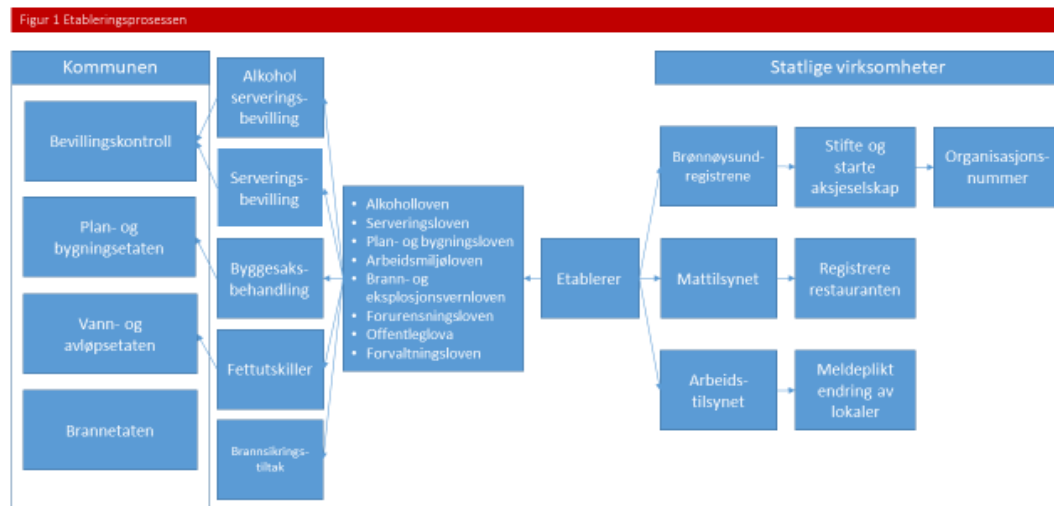 Figur 1 Etableringsprosessen
Kommunen
Bevillingskontroll
Plan- og
bygningsetaten
Vann- og
avløpsetaten
Brannetaten
Alkohol
serverings-
bevilling
Serverings-
bevilling
Byggesaks-
behandling
Fettutskiller
Brannsikrings-
tiltak
• Alkoholloven
• Serveringsloven
• Plan- og bygningsloven
• Arbeidsmiljøloven
• Brann- og
eksplosjonsvernloven
• Forurensningsloven
• Offentleglova
• Forvaltningsloven
Etablerer
Statlige virksomheter
Brønnøysund-
registrene
Stifte og
starte
aksjeselskap
Organisasjons-
nummer
Mattilsynet
Registrere
restauranten
Arbeids-
tilsynet
Meldeplikt
endring av
lokaler